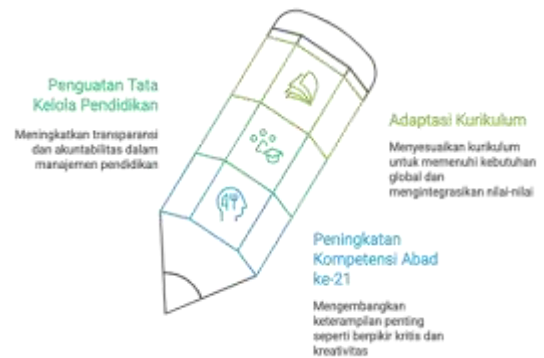 Penguatan Tata
Kelola Pendidikan
Meningkatkan transparansi
dan akuntabilitas dalam
manajemen pendidikan
Adaptasi Kurikulum
Menyesuaikan kurikulum
untuk memenuhi kebutuhan
global dan
mengintegrasikan nilai-nilai
Peningkatan
Kompetensi Abad
ke-21
Mengembangkan
keterampilan penting
seperti berpikir kritis dan
kreativitas